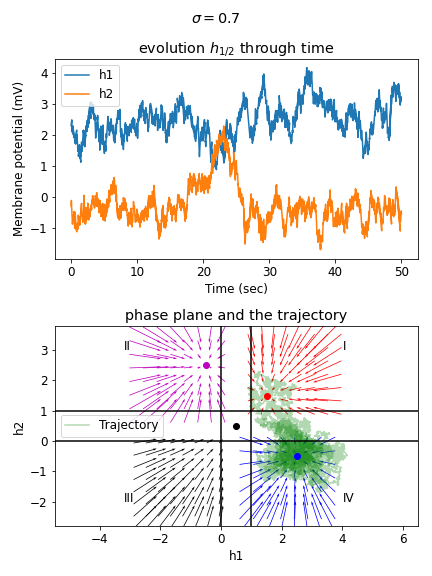 σ = 0.7
evolution h1/2 through time
h1
h2
Membrane potential (mV)
4
3
2
1
0
−1
0
10
20
30
40
50
Time (sec)
phase plane and the trajectory
II
I
Trajectory
III
IV
h2
3
2
1
0
−1
−2
−4
−2
0
2
4
6
h1